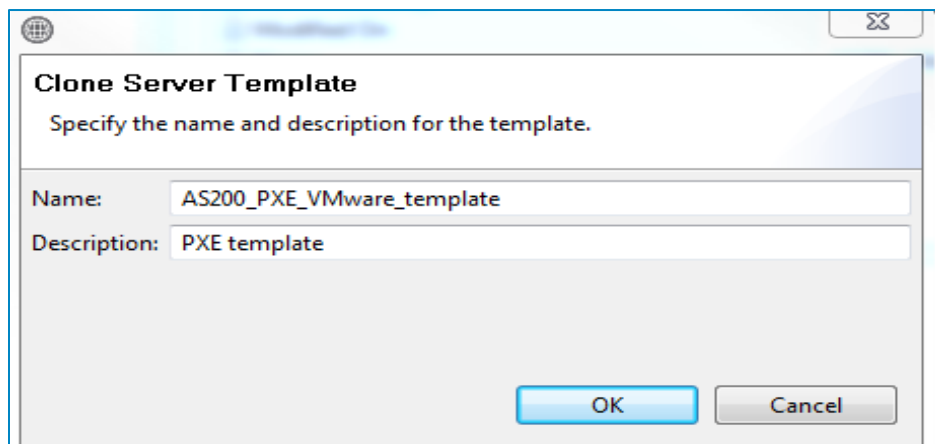 Clone Server Template
Specify the name and description for the template.
Name: AS200_PXE_VMware_template
Description: PXE template
OK Cancel